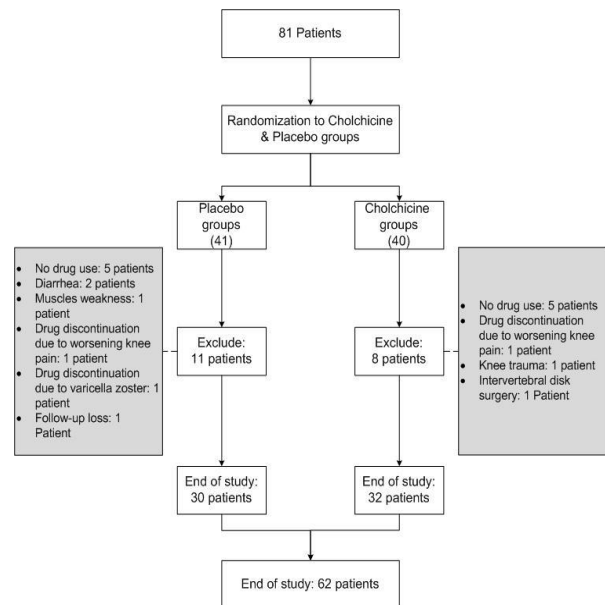 81 Patients
Randomization to Cholchicine
& Placebo groups
Placebo
groups
(41)
Cholchicine
groups
(40)
• No drug use: 5 patients
• Diarrhea: 2 patients
• Muscles weakness: 1
patient
• Drug discontinuation
due to worsening knee
pain: 1 patient
• Drug discontinuation
due to varicella zoster: 1
patient
• Follow-up loss: 1
Patient
Exclude:
11 patients
Exclude:
8 patients
• No drug use: 5 patients
• Drug discontinuation
due to worsening knee
pain: 1 patient
• Knee trauma: 1 patient
• Intervertebral disk
surgery: 1 Patient
End of study:
30 patients
End of study:
32 patients
End of study: 62 patients